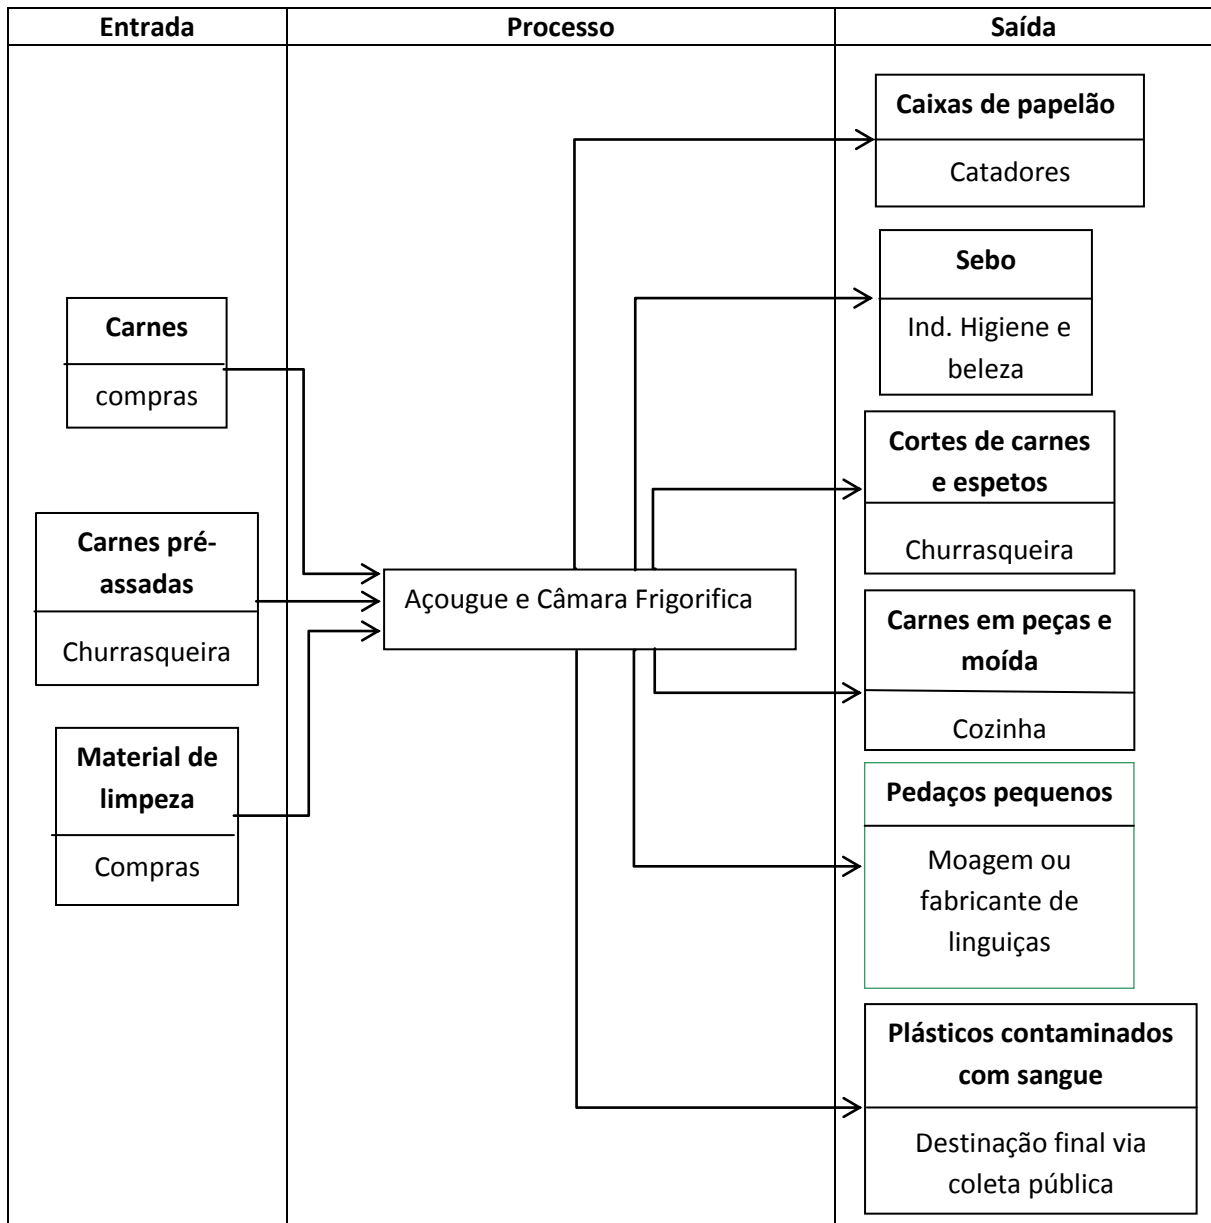 Entrada
Processo
Saída
Carnes
compras
Carnes pré-
assadas
Churrasqueira
Material de
limpeza
Compras
Açougue e Câmara Frigorifica
Caixas de papelão
Catadores
Sebo
Ind. Higiene e
beleza
Cortes de carnes
e espetos
Churrasqueira
Carnes em peças e
moída
Cozinha
Pedaços pequenos
Moagem ou
fabricante de
linguiças
Plásticos contaminados
com sangue
Destinação final via
coleta pública